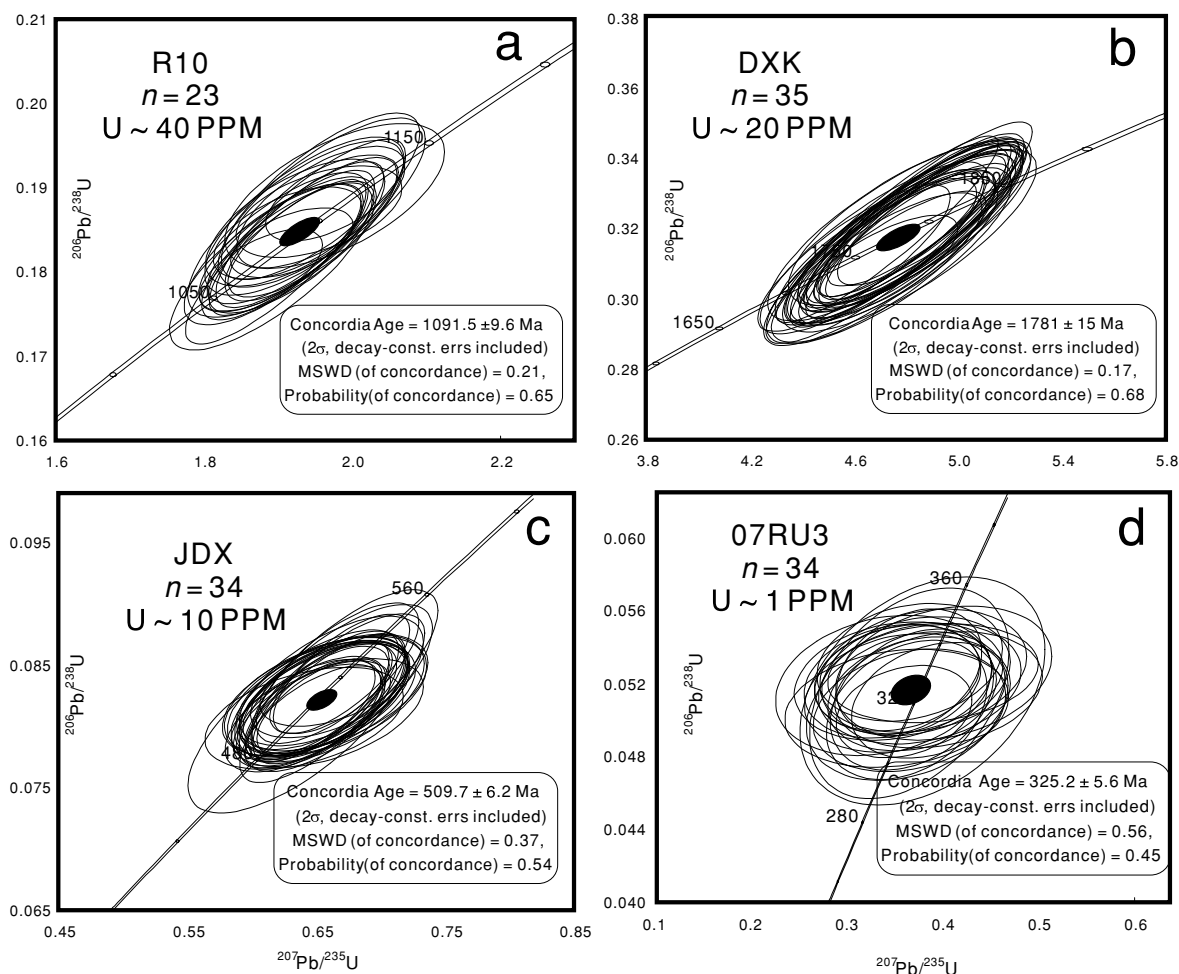 a
R10
n = 23
U ~ 40 PPM
0.21
0.20
0.19
0.18
0.17
0.16
²⁰⁶Pb/²³⁸U
1150
1050
Concordia Age = 1091.5 ±9.6 Ma
(2σ, decay-const. errs included)
MSWD (of concordance) = 0.21,
Probability(of concordance) = 0.65
1.6 1.8 2.0 2.2
b
DXK
n = 35
U ~ 20 PPM
0.38
0.36
0.34
0.32
0.30
0.28
0.26
²⁰⁶Pb/²³⁸U
1850
1650
Concordia Age = 1781 ± 15 Ma
(2σ, decay-const. errs included)
MSWD (of concordance) = 0.17,
Probability(of concordance) = 0.68
3.8 4.2 4.6 5.0 5.4 5.8
c
JDX
n = 34
U ~ 10 PPM
0.095
0.085
0.075
0.065
²⁰⁶Pb/²³⁸U
560
480
Concordia Age = 509.7 ± 6.2 Ma
(2σ, decay-const. errs included)
MSWD (of concordance) = 0.37,
Probability(of concordance) = 0.54
0.45 0.55 0.65 0.75 0.85
²⁰⁷Pb/²³⁵U
d
07RU3
n = 34
U ~ 1 PPM
0.060
0.056
0.052
0.048
0.044
0.040
²⁰⁶Pb/²³⁸U
360
280
Concordia Age = 325.2 ± 5.6 Ma
(2σ, decay-const. errs included)
MSWD (of concordance) = 0.56,
Probability(of concordance) = 0.45
0.1 0.2 0.3 0.4 0.5 0.6
²⁰⁷Pb/²³⁵U